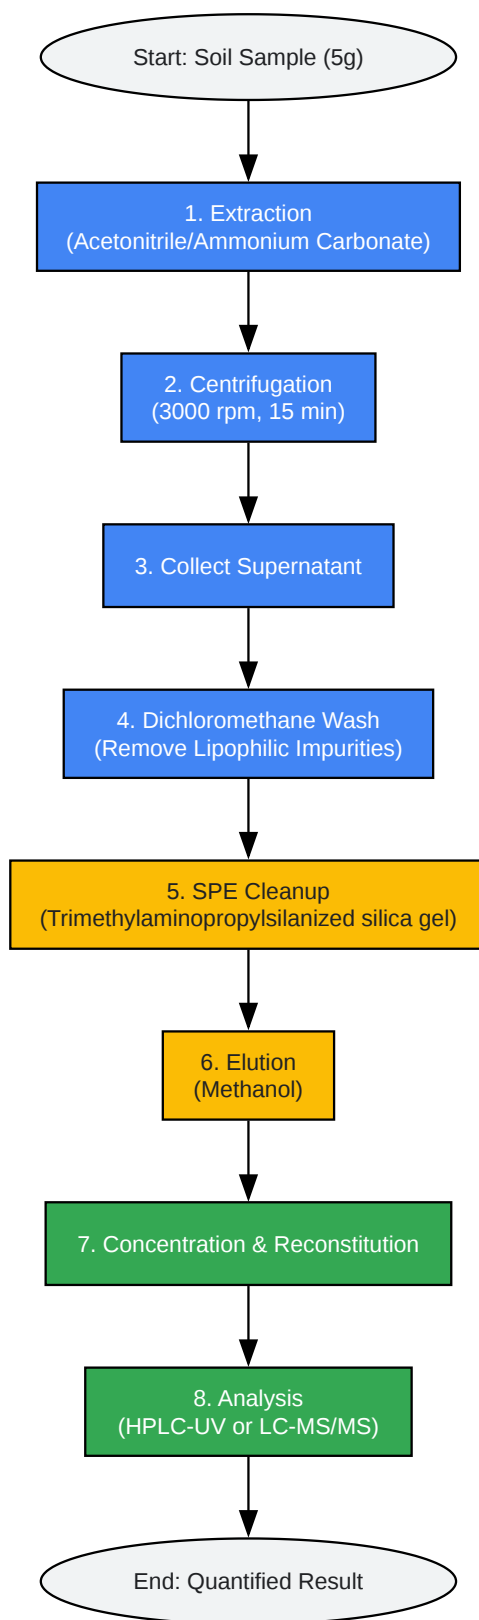 Start: Soil Sample (5g)
1. Extraction
(Acetonitrile/Ammonium Carbonate)
2. Centrifugation
(3000 rpm, 15 min)
3. Collect Supernatant
4. Dichloromethane Wash
(Remove Lipophilic Impurities)
5. SPE Cleanup
(Trimethylaminopropylsilanized silica gel)
6. Elution
(Methanol)
7. Concentration & Reconstitution
8. Analysis
(HPLC-UV or LC-MS/MS)
End: Quantified Result